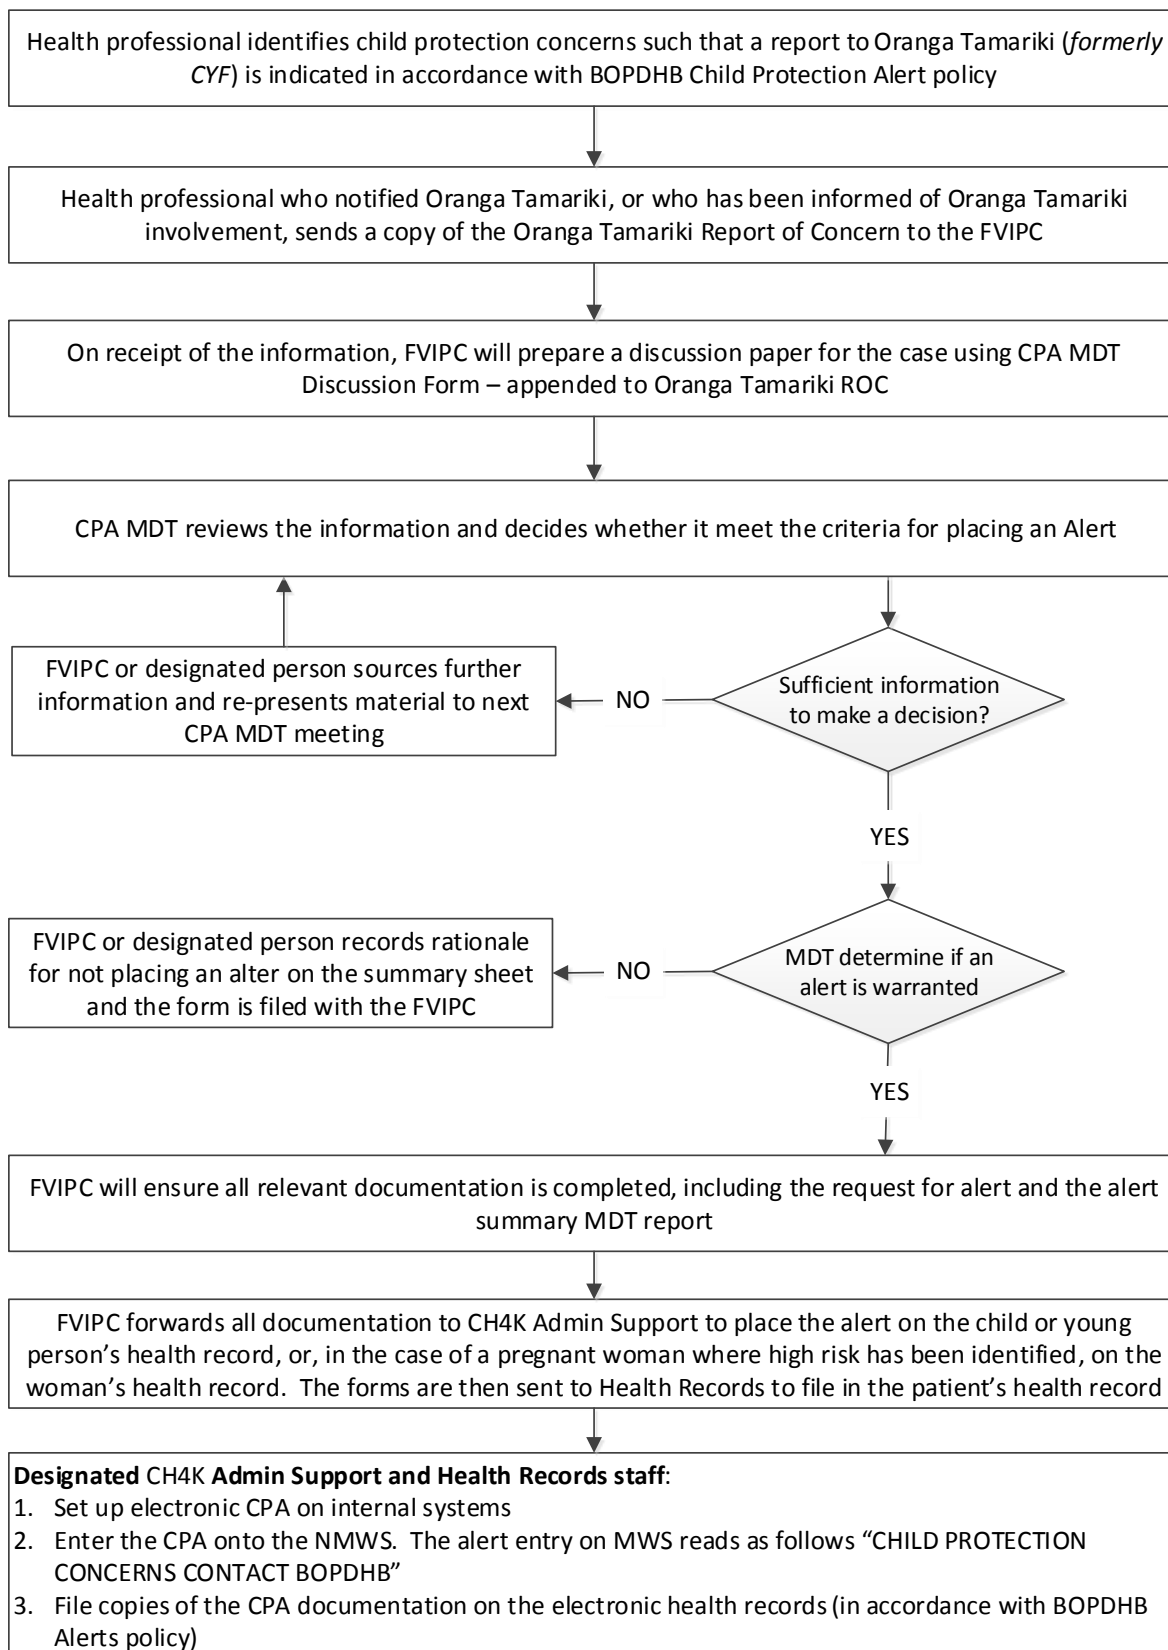 Health professional identifies child protection concerns such that a report to Oranga Tamariki (formerly
CYF) is indicated in accordance with BOPDHB Child Protection Alert policy
Health professional who notified Oranga Tamariki, or who has been informed of Oranga Tamariki
involvement, sends a copy of the Oranga Tamariki Report of Concern to the FVIPC
On receipt of the information, FVIPC will prepare a discussion paper for the case using CPA MDT
Discussion Form – appended to Oranga Tamariki ROC
CPA MDT reviews the information and decides whether it meet the criteria for placing an Alert
FVIPC or designated person sources further
information and re-presents material to next
CPA MDT meeting
NO
Sufficient information
to make a decision?
YES
FVIPC or designated person records rationale
for not placing an alter on the summary sheet
and the form is filed with the FVIPC
NO
MDT determine if an
alert is warranted
YES
FVIPC will ensure all relevant documentation is completed, including the request for alert and the alert
summary MDT report
FVIPC forwards all documentation to CH4K Admin Support to place the alert on the child or young
person's health record, or, in the case of a pregnant woman where high risk has been identified, on the
woman's health record.  The forms are then sent to Health Records to file in the patient's health record
Designated CH4K Admin Support and Health Records staff:
1. Set up electronic CPA on internal systems
2. Enter the CPA onto the NMWS.  The alert entry on MWS reads as follows "CHILD PROTECTION
CONCERNS CONTACT BOPDHB"
3. File copies of the CPA documentation on the electronic health records (in accordance with BOPDHB
Alerts policy)